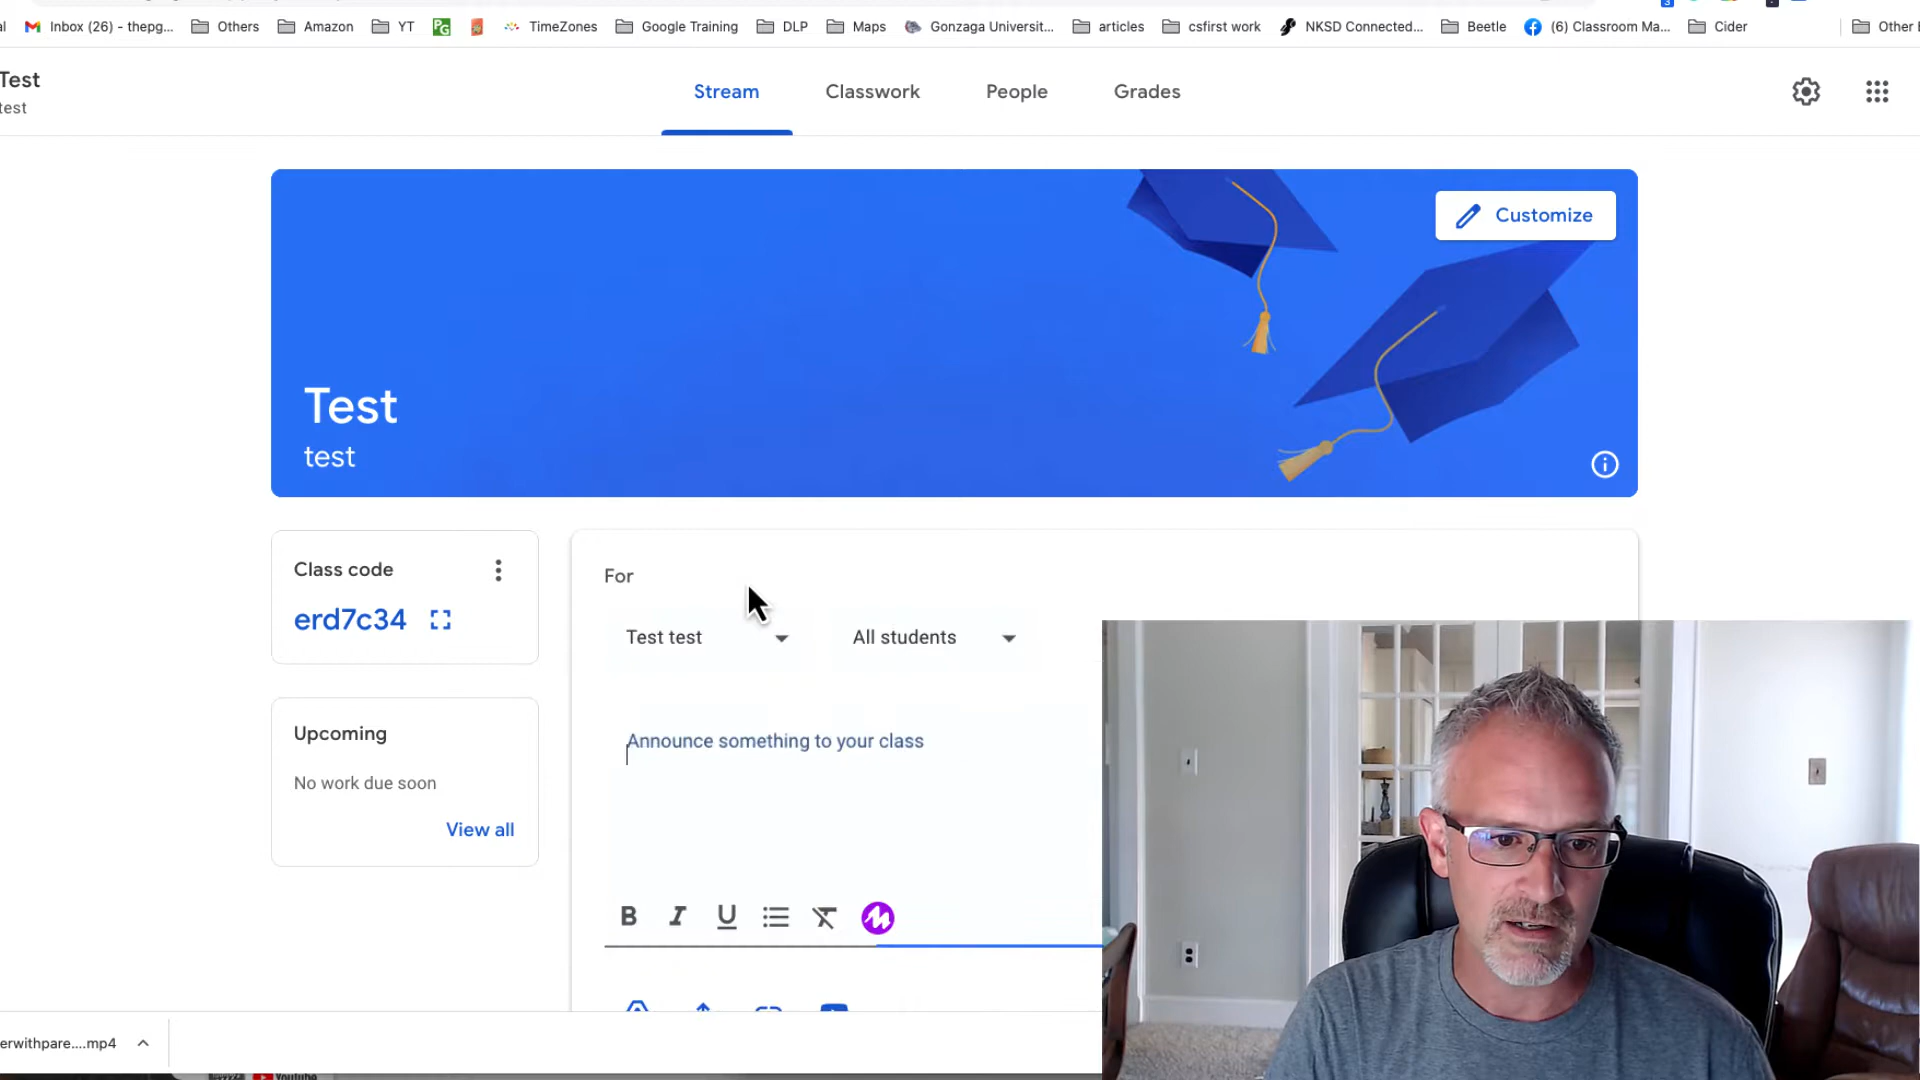 Inbox (26) - thepg... Others Amazon YT TimeZones Google Training DLP Maps Gonzaga Universit... articles csfirst work NKSD Connected... Beetle (6) Classroom Ma... Cider Other
Test
test
Stream Classwork People Grades
Customize
Test
test
Class code
erd7c34
Upcoming
No work due soon
View all
For
Test test All students
Announce something to your class
B I U
erwithpare....mp4
YouTube